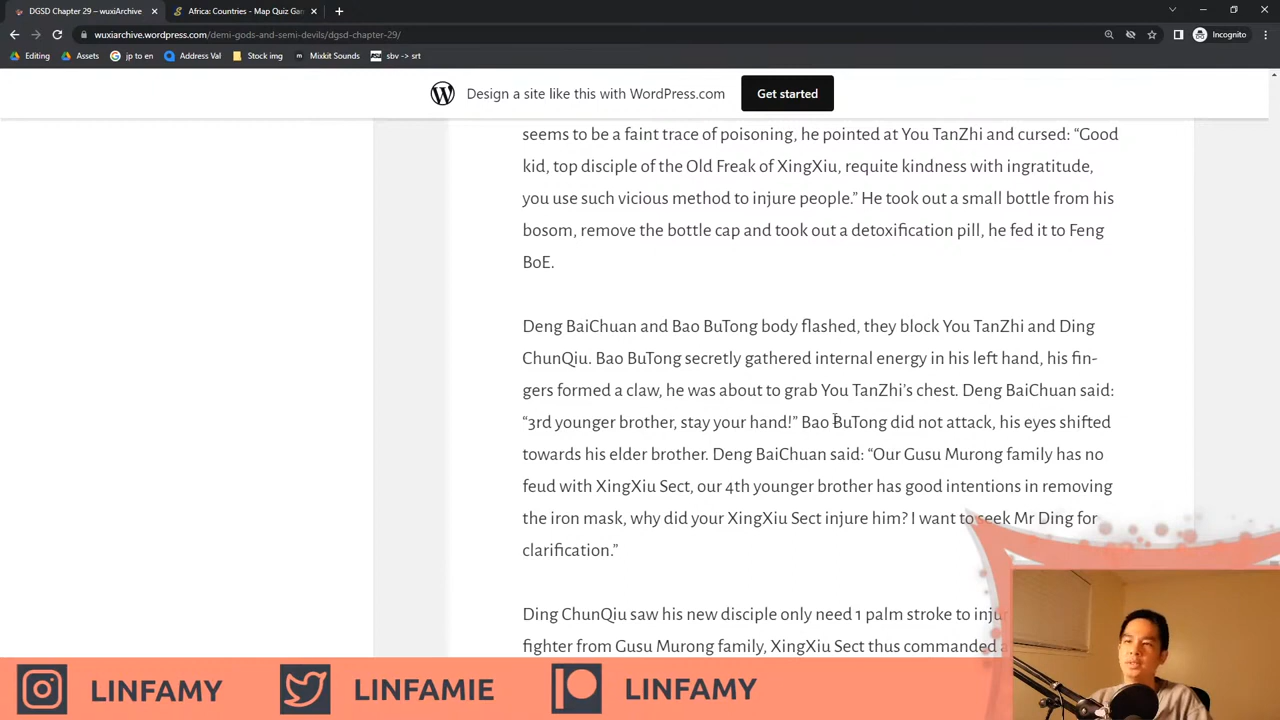 DGSD Chapter 29 – wuxiArchive
Africa: Countries - Map Quiz Gam
wuxiarchive.wordpress.com/demi-gods-and-semi-devils/dgsd-chapter-29/
Incognito
Editing Assets jp to en Address Val Stock img Mixkit Sounds sbv -> srt
Design a site like this with WordPress.com Get started
seems to be a faint trace of poisoning, he pointed at You TanZhi and cursed: “Good
kid, top disciple of the Old Freak of XingXiu, requite kindness with ingratitude,
you use such vicious method to injure people.” He took out a small bottle from his
bosom, remove the bottle cap and took out a detoxification pill, he fed it to Feng
BoE.
Deng BaiChuan and Bao BuTong body flashed, they block You TanZhi and Ding
ChunQiu. Bao BuTong secretly gathered internal energy in his left hand, his fin-
gers formed a claw, he was about to grab You TanZhi’s chest. Deng BaiChuan said:
“3rd younger brother, stay your hand!” Bao BuTong did not attack, his eyes shifted
towards his elder brother. Deng BaiChuan said: “Our Gusu Murong family has no
feud with XingXiu Sect, our 4th younger brother has good intentions in removing
the iron mask, why did your XingXiu Sect injure him? I want to seek Mr Ding for
clarification.”
Ding ChunQiu saw his new disciple only need 1 palm stroke to inju
fighter from Gusu Murong family, XingXiu Sect thus commanded
LINFAMY LINFAMIE LINFAMY